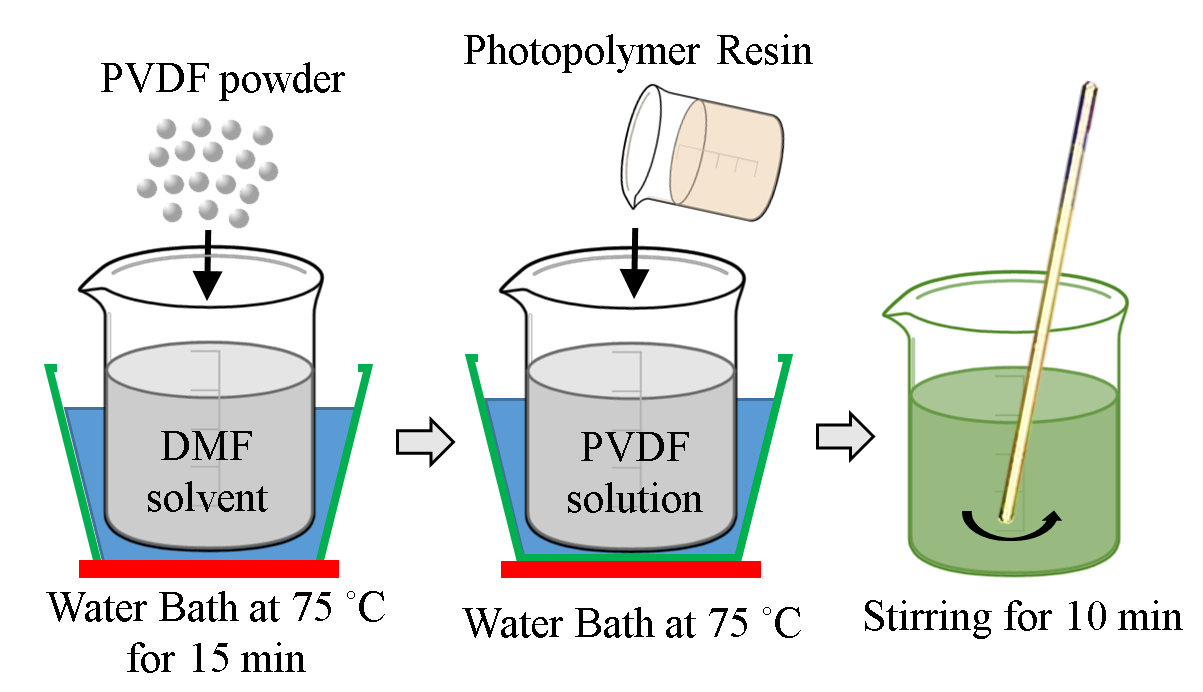 PVDF powder
Photopolymer Resin
DMF
solvent
PVDF
solution
Water Bath at 75 °C
for 15 min
Water Bath at 75 °C
Stirring for 10 min